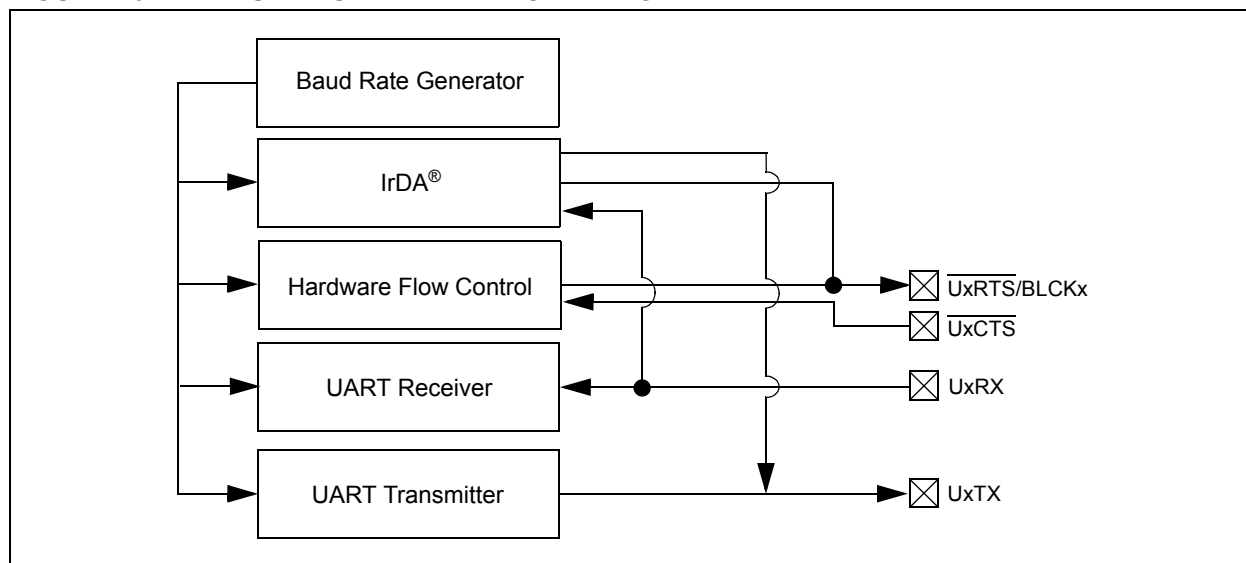 Baud Rate Generator
IrDA®
Hardware Flow Control
UxRTS/BLCKx
UxCTS
UART Receiver
UxRX
UART Transmitter
UxTX